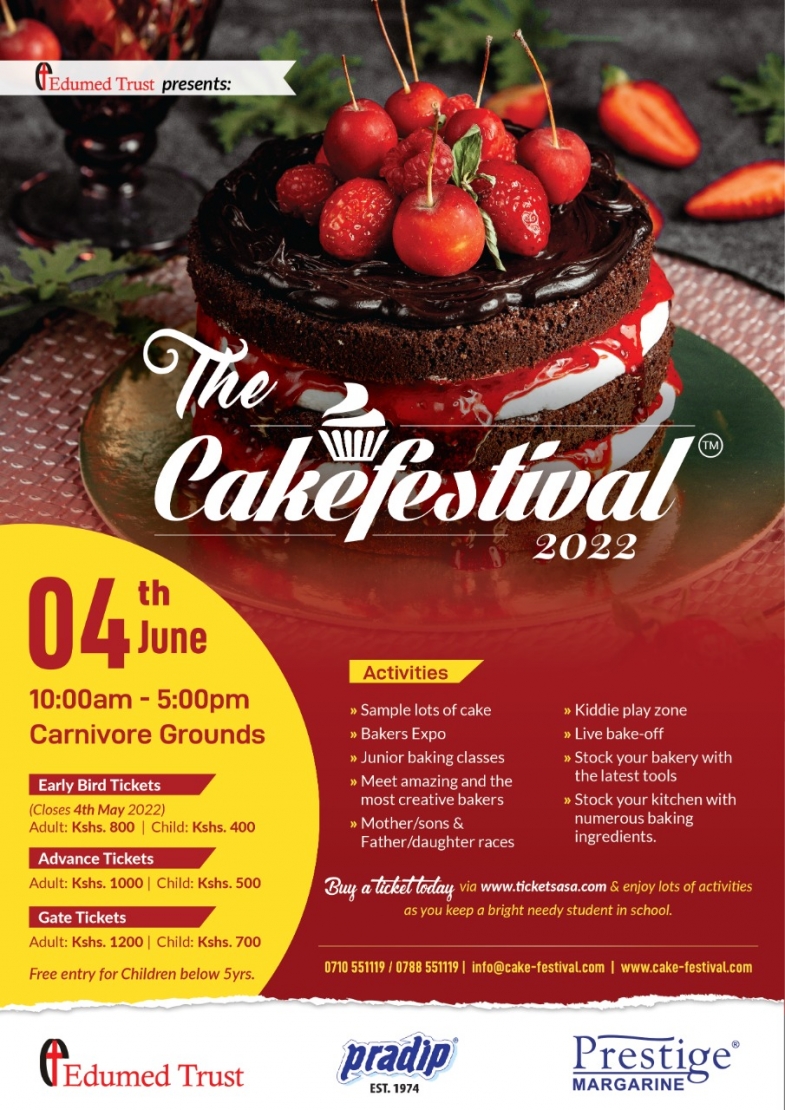 Edumed Trust presents:
The
Cakefestival TM
2022
04th
June
10:00am - 5:00pm
Carnivore Grounds
Early Bird Tickets
(Closes 4th May 2022)
Adult: Kshs. 800 | Child: Kshs. 400
Advance Tickets
Adult: Kshs. 1000 | Child: Kshs. 500
Gate Tickets
Adult: Kshs. 1200 | Child: Kshs. 700
Free entry for Children below 5yrs.
Activities
» Sample lots of cake
» Bakers Expo
» Junior baking classes
» Meet amazing and the
most creative bakers
» Mother/sons &
Father/daughter races
» Kiddie play zone
» Live bake-off
» Stock your bakery with
the latest tools
» Stock your kitchen with
numerous baking
ingredients.
Buy a ticket today via www.ticketsasa.com & enjoy lots of activities
as you keep a bright needy student in school.
0710 551119 / 0788 551119 | info@cake-festival.com | www.cake-festival.com
Edumed Trust
pradip®
EST. 1974
Prestige®
MARGARINE